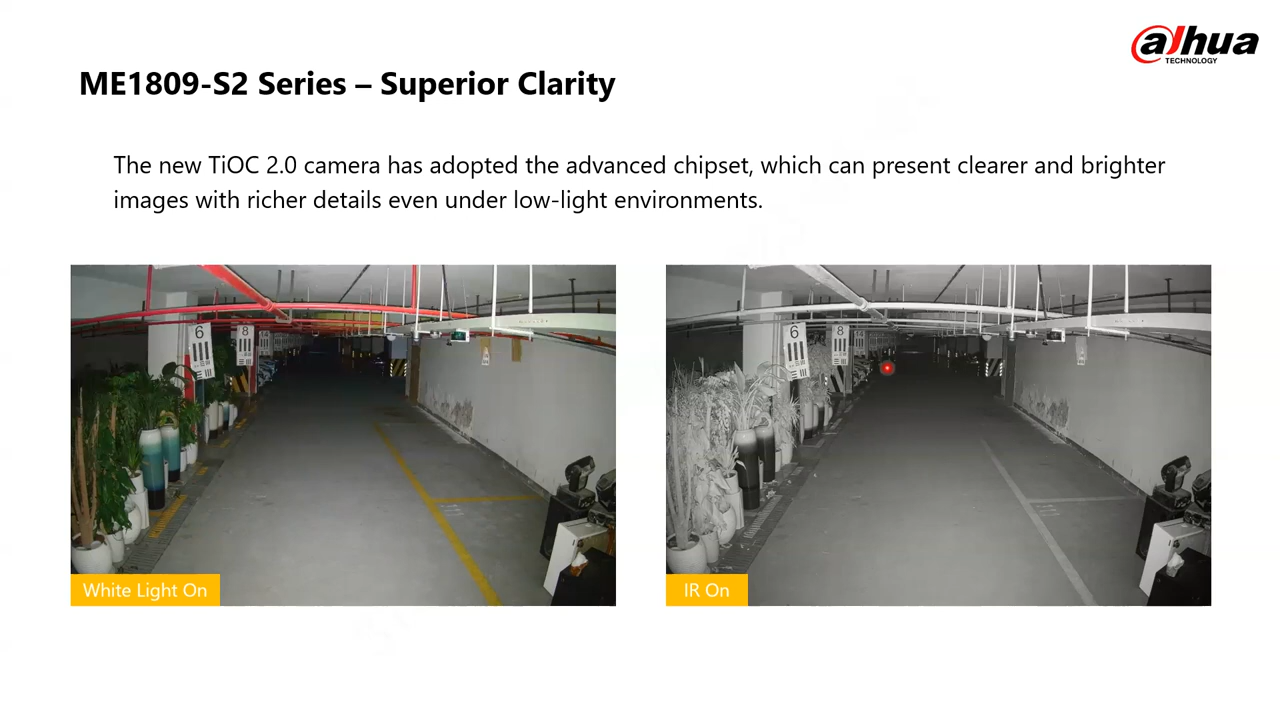 alhua
TECHNOLOGY
ME1809-S2 Series – Superior Clarity
The new TiOC 2.0 camera has adopted the advanced chipset, which can present clearer and brighter
images with richer details even under low-light environments.
6
8
White Light On
6
8
IR On